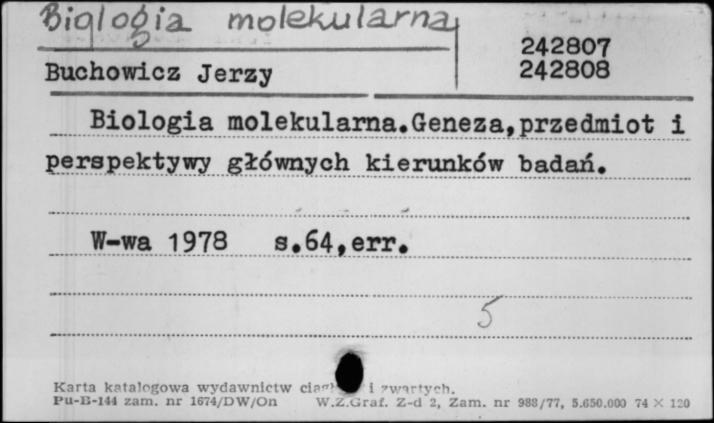 Biologia molekularna
242807
242808
Buchowicz Jerzy
Biologia molekularna.Geneza,przedmiot i
perspektywy głównych kierunków badań.
W-wa 1978 s.64,err.
5
Karta katalogowa wydawnictw i zwartych.
Pu-B-144 zam. nr 1674/DW/On W.Z.Graf. Z-d 2, Zam. nr 988/77, 5.650.000 74 × 120